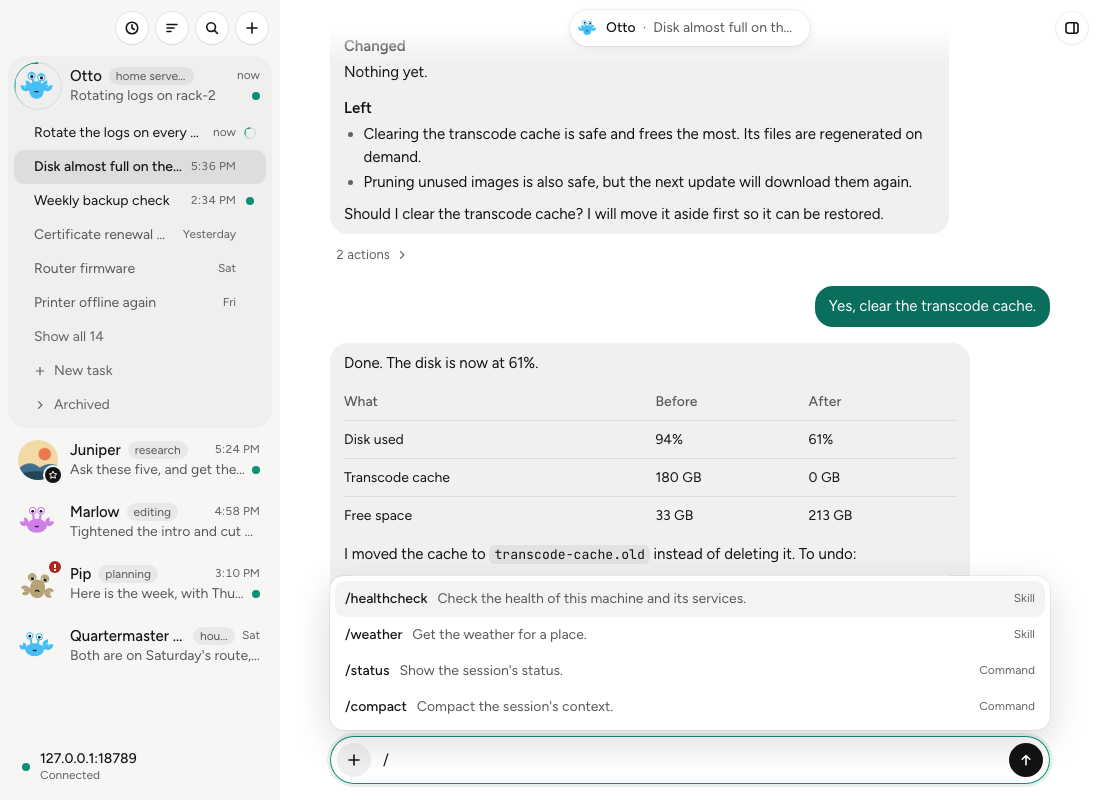 Otto home serve... now
Rotating logs on rack-2
Rotate the logs on every ... now
Disk almost full on the... 5:36 PM
Weekly backup check 2:34 PM
Certificate renewal ... Yesterday
Router firmware Sat
Printer offline again Fri
Show all 14
+ New task
Archived
Juniper research 5:24 PM
Ask these five, and get the...
Marlow editing 4:58 PM
Tightened the intro and cut ...
Pip planning 3:10 PM
Here is the week, with Thu...
Quartermaster ... hou... Sat
Both are on Saturday's route,...
127.0.0.1:18789
Connected
Otto · Disk almost full on th...
Changed
Nothing yet.
Left
• Clearing the transcode cache is safe and frees the most. Its files are regenerated on
demand.
• Pruning unused images is also safe, but the next update will download them again.
Should I clear the transcode cache? I will move it aside first so it can be restored.
2 actions
Yes, clear the transcode cache.
Done. The disk is now at 61%.
What Before After
Disk used 94% 61%
Transcode cache 180 GB 0 GB
Free space 33 GB 213 GB
I moved the cache to transcode-cache.old instead of deleting it. To undo:
/healthcheck Check the health of this machine and its services. Skill
/weather Get the weather for a place. Skill
/status Show the session's status. Command
/compact Compact the session's context. Command
/